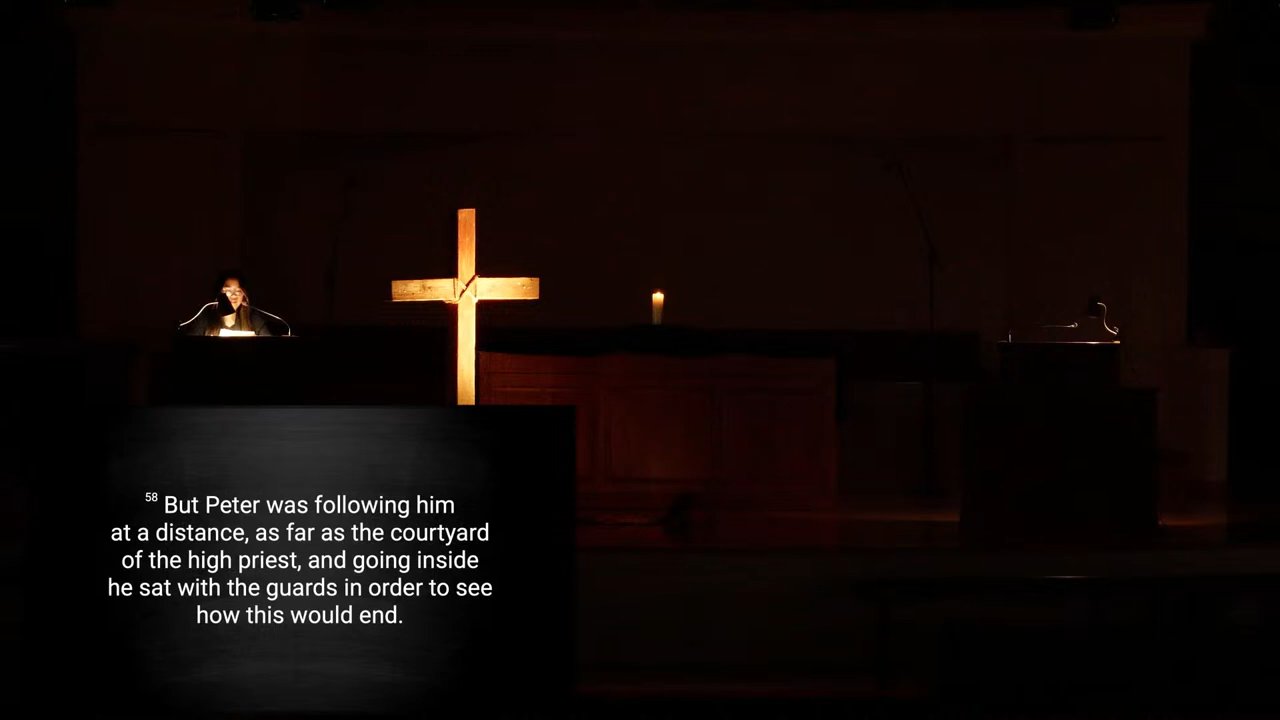 58 But Peter was following him
at a distance, as far as the courtyard
of the high priest, and going inside
he sat with the guards in order to see
how this would end.